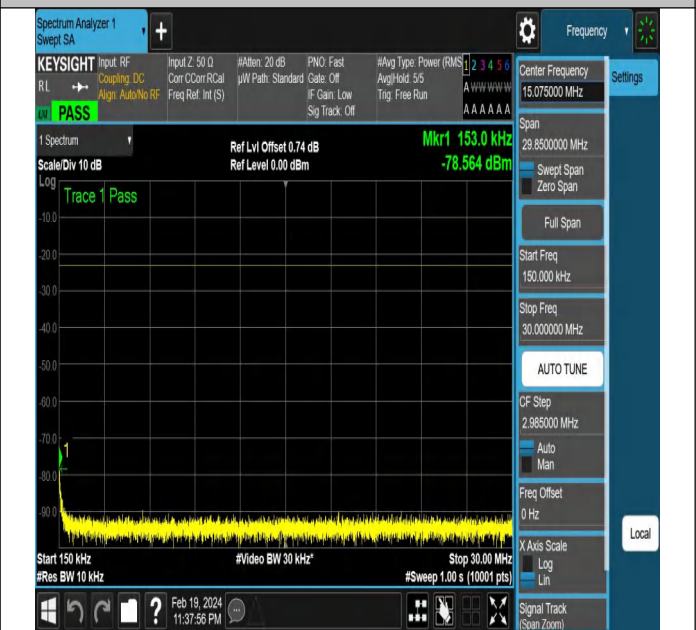 Spectrum Analyzer 1
Swept SA
+
Frequency
KEYSIGHT
RL
LXI
PASS
Input: RF
Coupling: DC
Align: Auto/No RF
Input Z: 50 Ω
Corr CCorr RCal
Freq Ref: Int (S)
#Atten: 20 dB
µW Path: Standard
PNO: Fast
Gate: Off
IF Gain: Low
Sig Track: Off
#Avg Type: Power (RMS)
Avg|Hold: 5/5
Trig: Free Run
1 2 3 4 5 6
A W W W W W
A A A A A A
1 Spectrum
Scale/Div 10 dB
Log
Ref Lvl Offset 0.74 dB
Ref Level 0.00 dBm
Mkr1 153.0 kHz
-78.564 dBm
Trace 1 Pass
-10.0
-20.0
-30.0
-40.0
-50.0
-60.0
-70.0
-80.0
-90.0
1
Start 150 kHz
#Res BW 10 kHz
#Video BW 30 kHz*
Stop 30.00 MHz
#Sweep 1.00 s (10001 pts)
Feb 19, 2024
11:37:56 PM
?
Center Frequency
15.075000 MHz
Span
29.8500000 MHz
Swept Span
Zero Span
Full Span
Start Freq
150.000 kHz
Stop Freq
30.000000 MHz
AUTO TUNE
CF Step
2.985000 MHz
Auto
Man
Freq Offset
0 Hz
X Axis Scale
Log
Lin
Signal Track
(Span Zoom)
Settings
Local